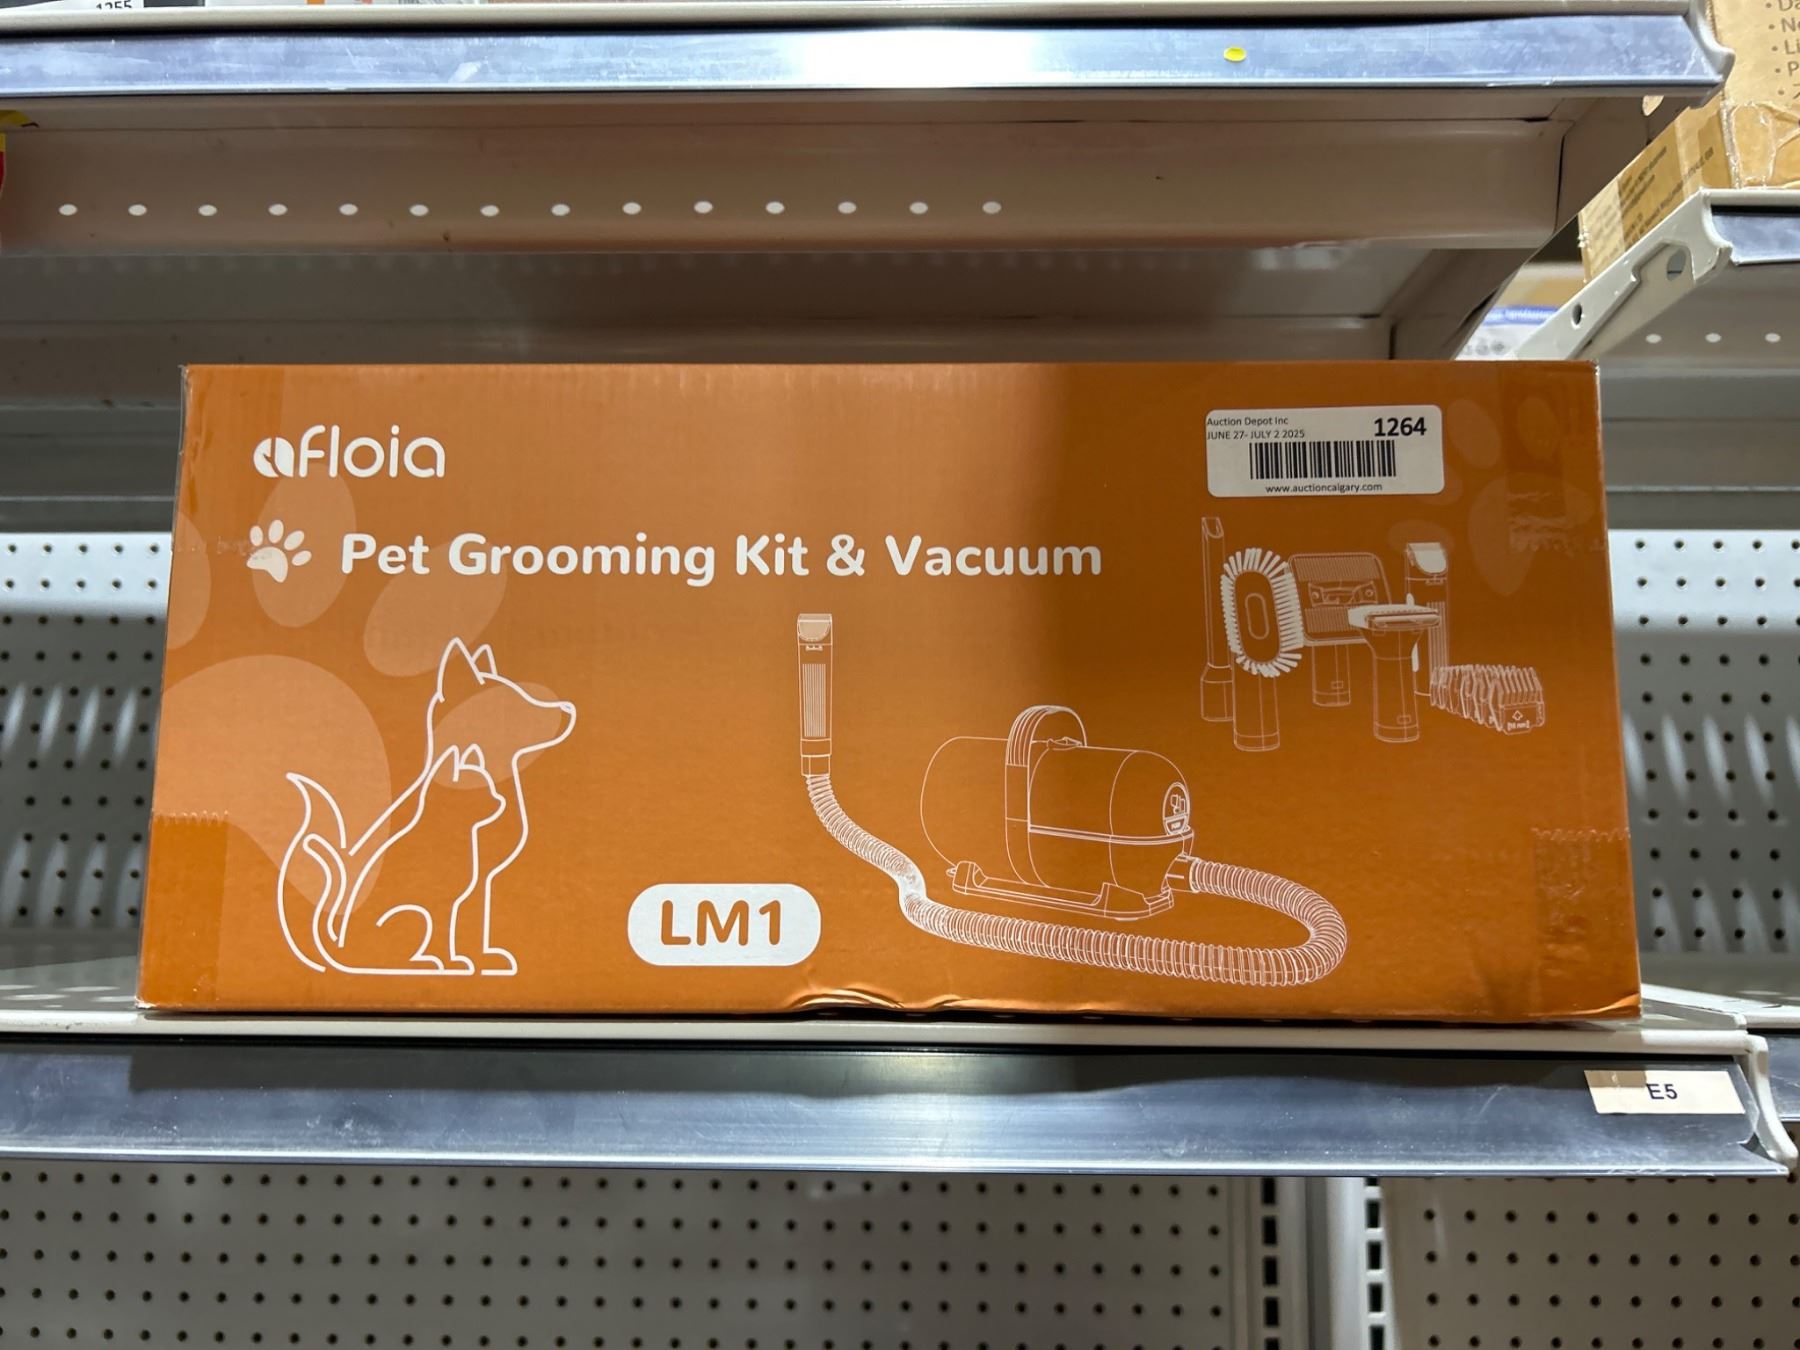 1255
afloia
Pet Grooming Kit & Vacuum
LM1
Auction Depot Inc
JUNE 27- JULY 2 2025
1264
www.auctioncalgary.com
E5